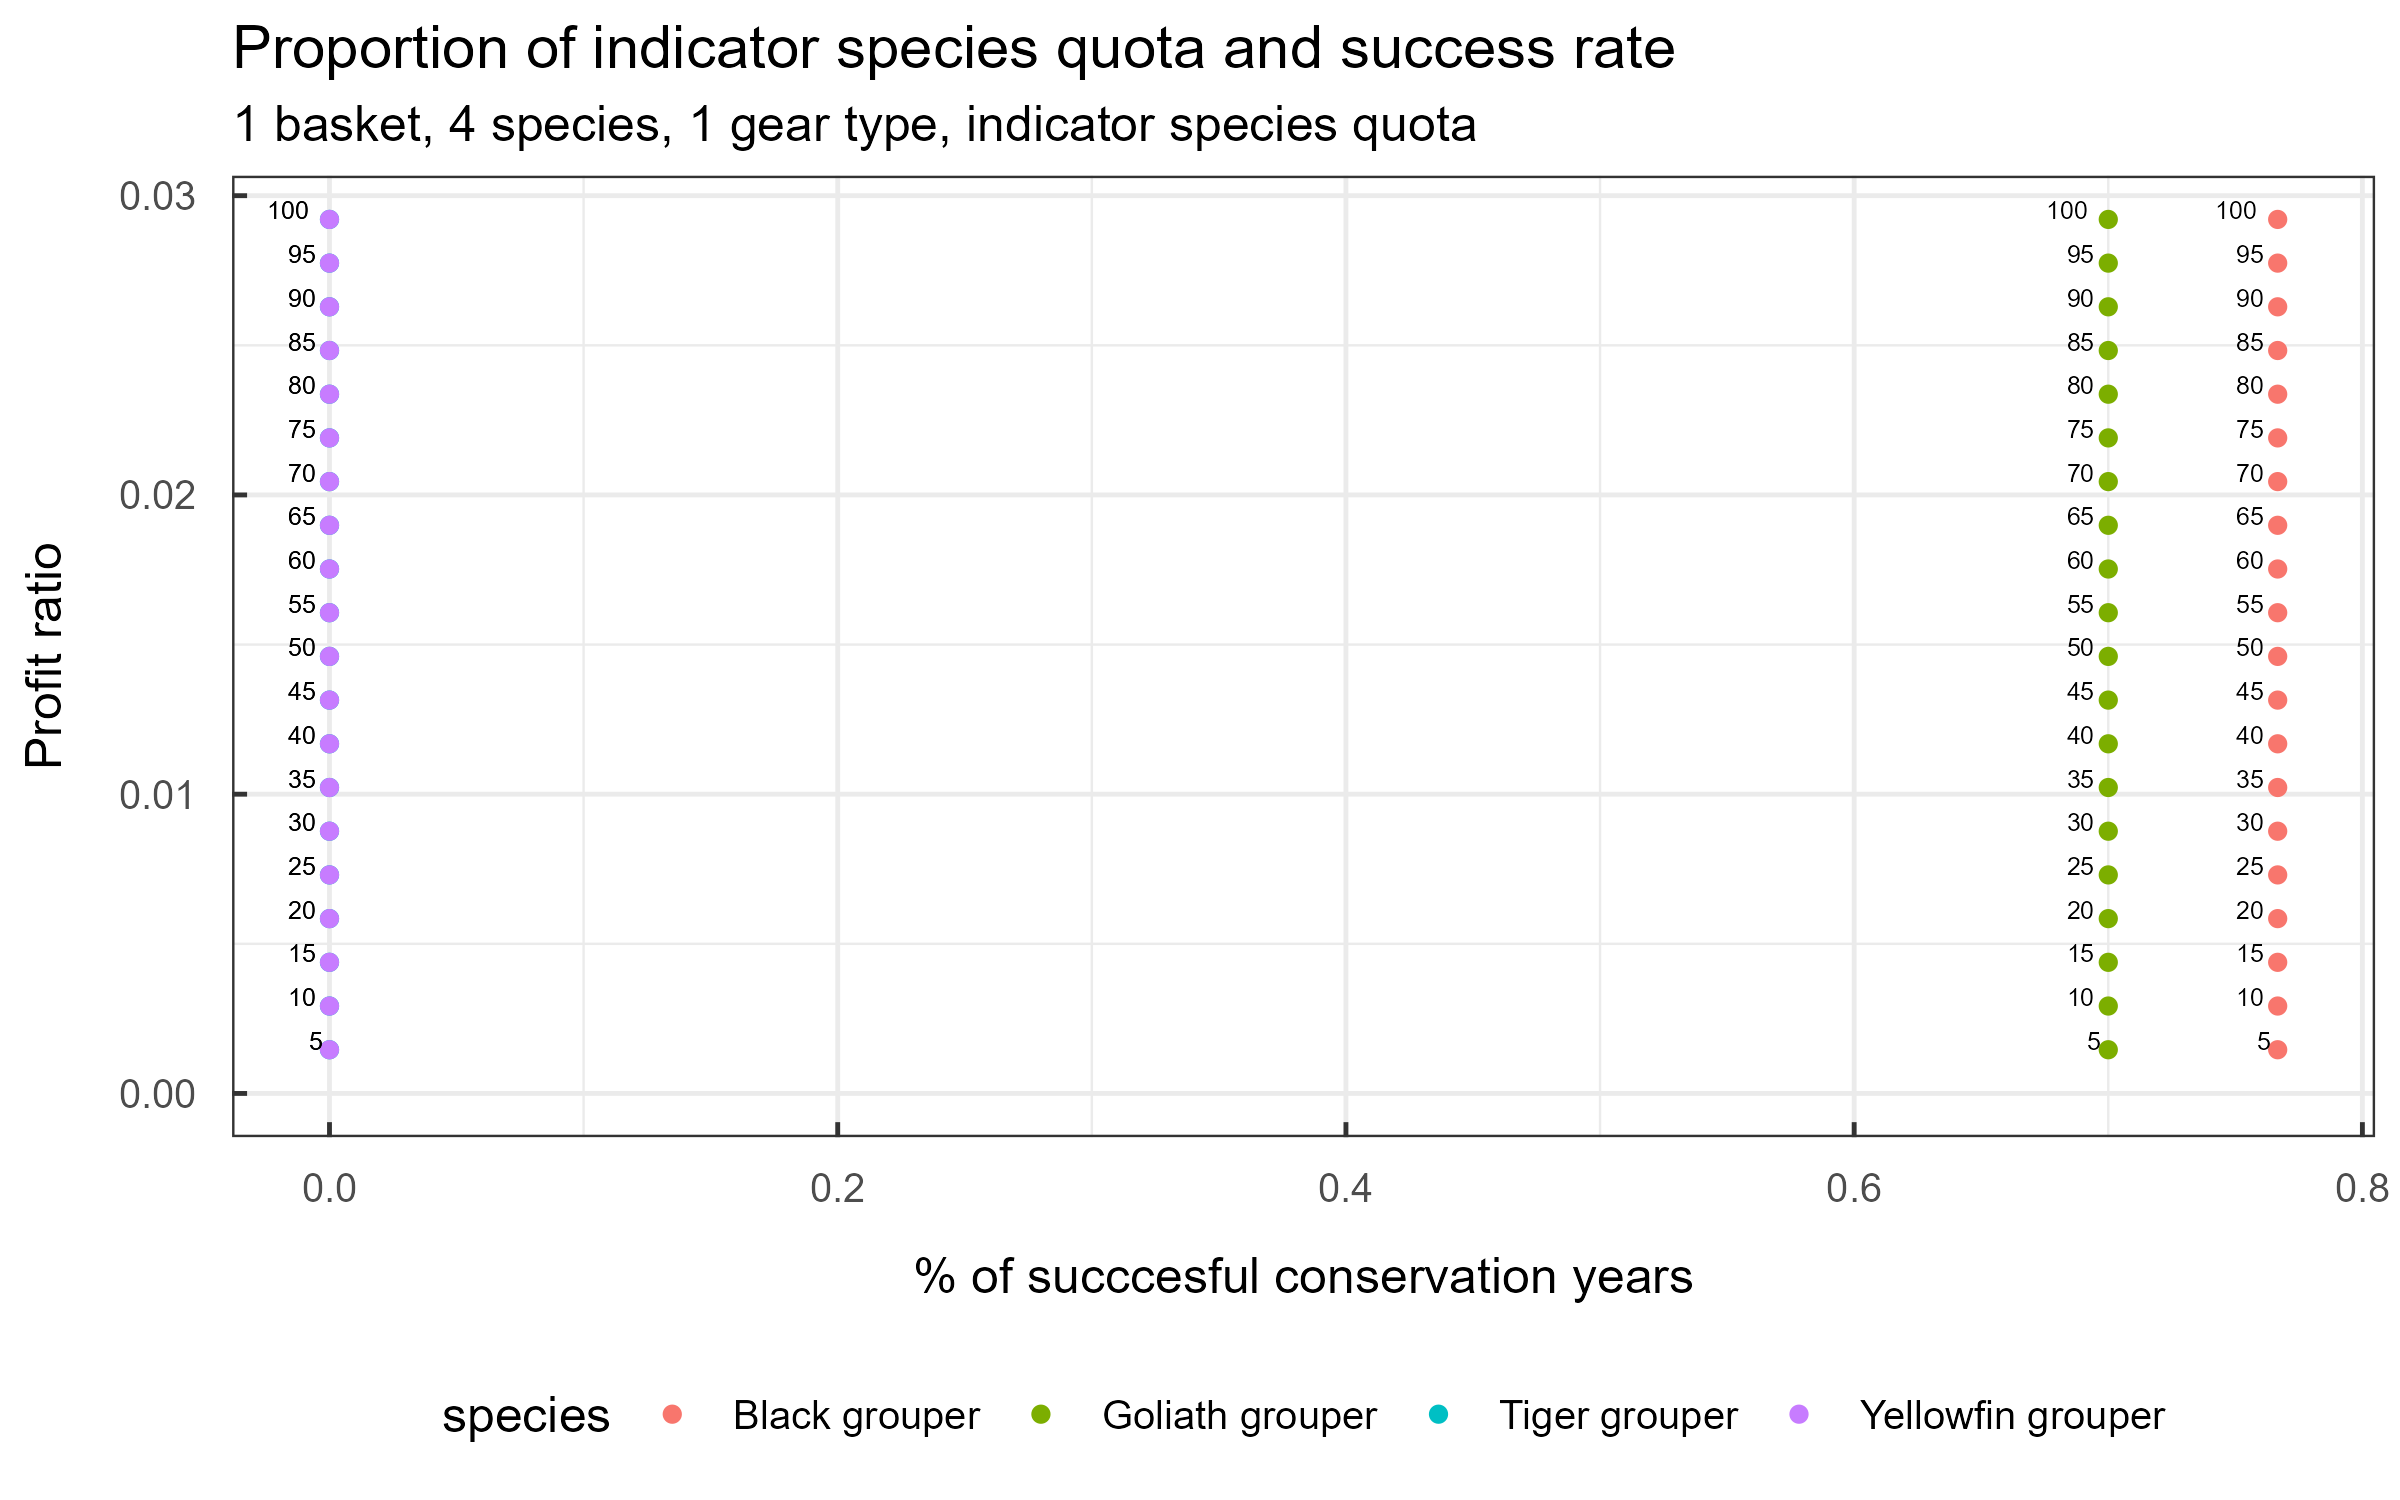 Proportion of indicator species quota and success rate
1 basket, 4 species, 1 gear type, indicator species quota
0.03
100 100 100
95 95 95
90 90 90
85 85 85
80 80 80
75 75 75
70 70 70
0.02
65 65 65
60 60 60
55 55 55
50 50 50
45 45 45
40 40 40
35 35 35
0.01
30 30 30
25 25 25
20 20 20
15 15 15
10 10 10
5 5 5
0.00
Profit ratio
0.0 0.2 0.4 0.6 0.8
% of succcesful conservation years
species Black grouper Goliath grouper Tiger grouper Yellowfin grouper